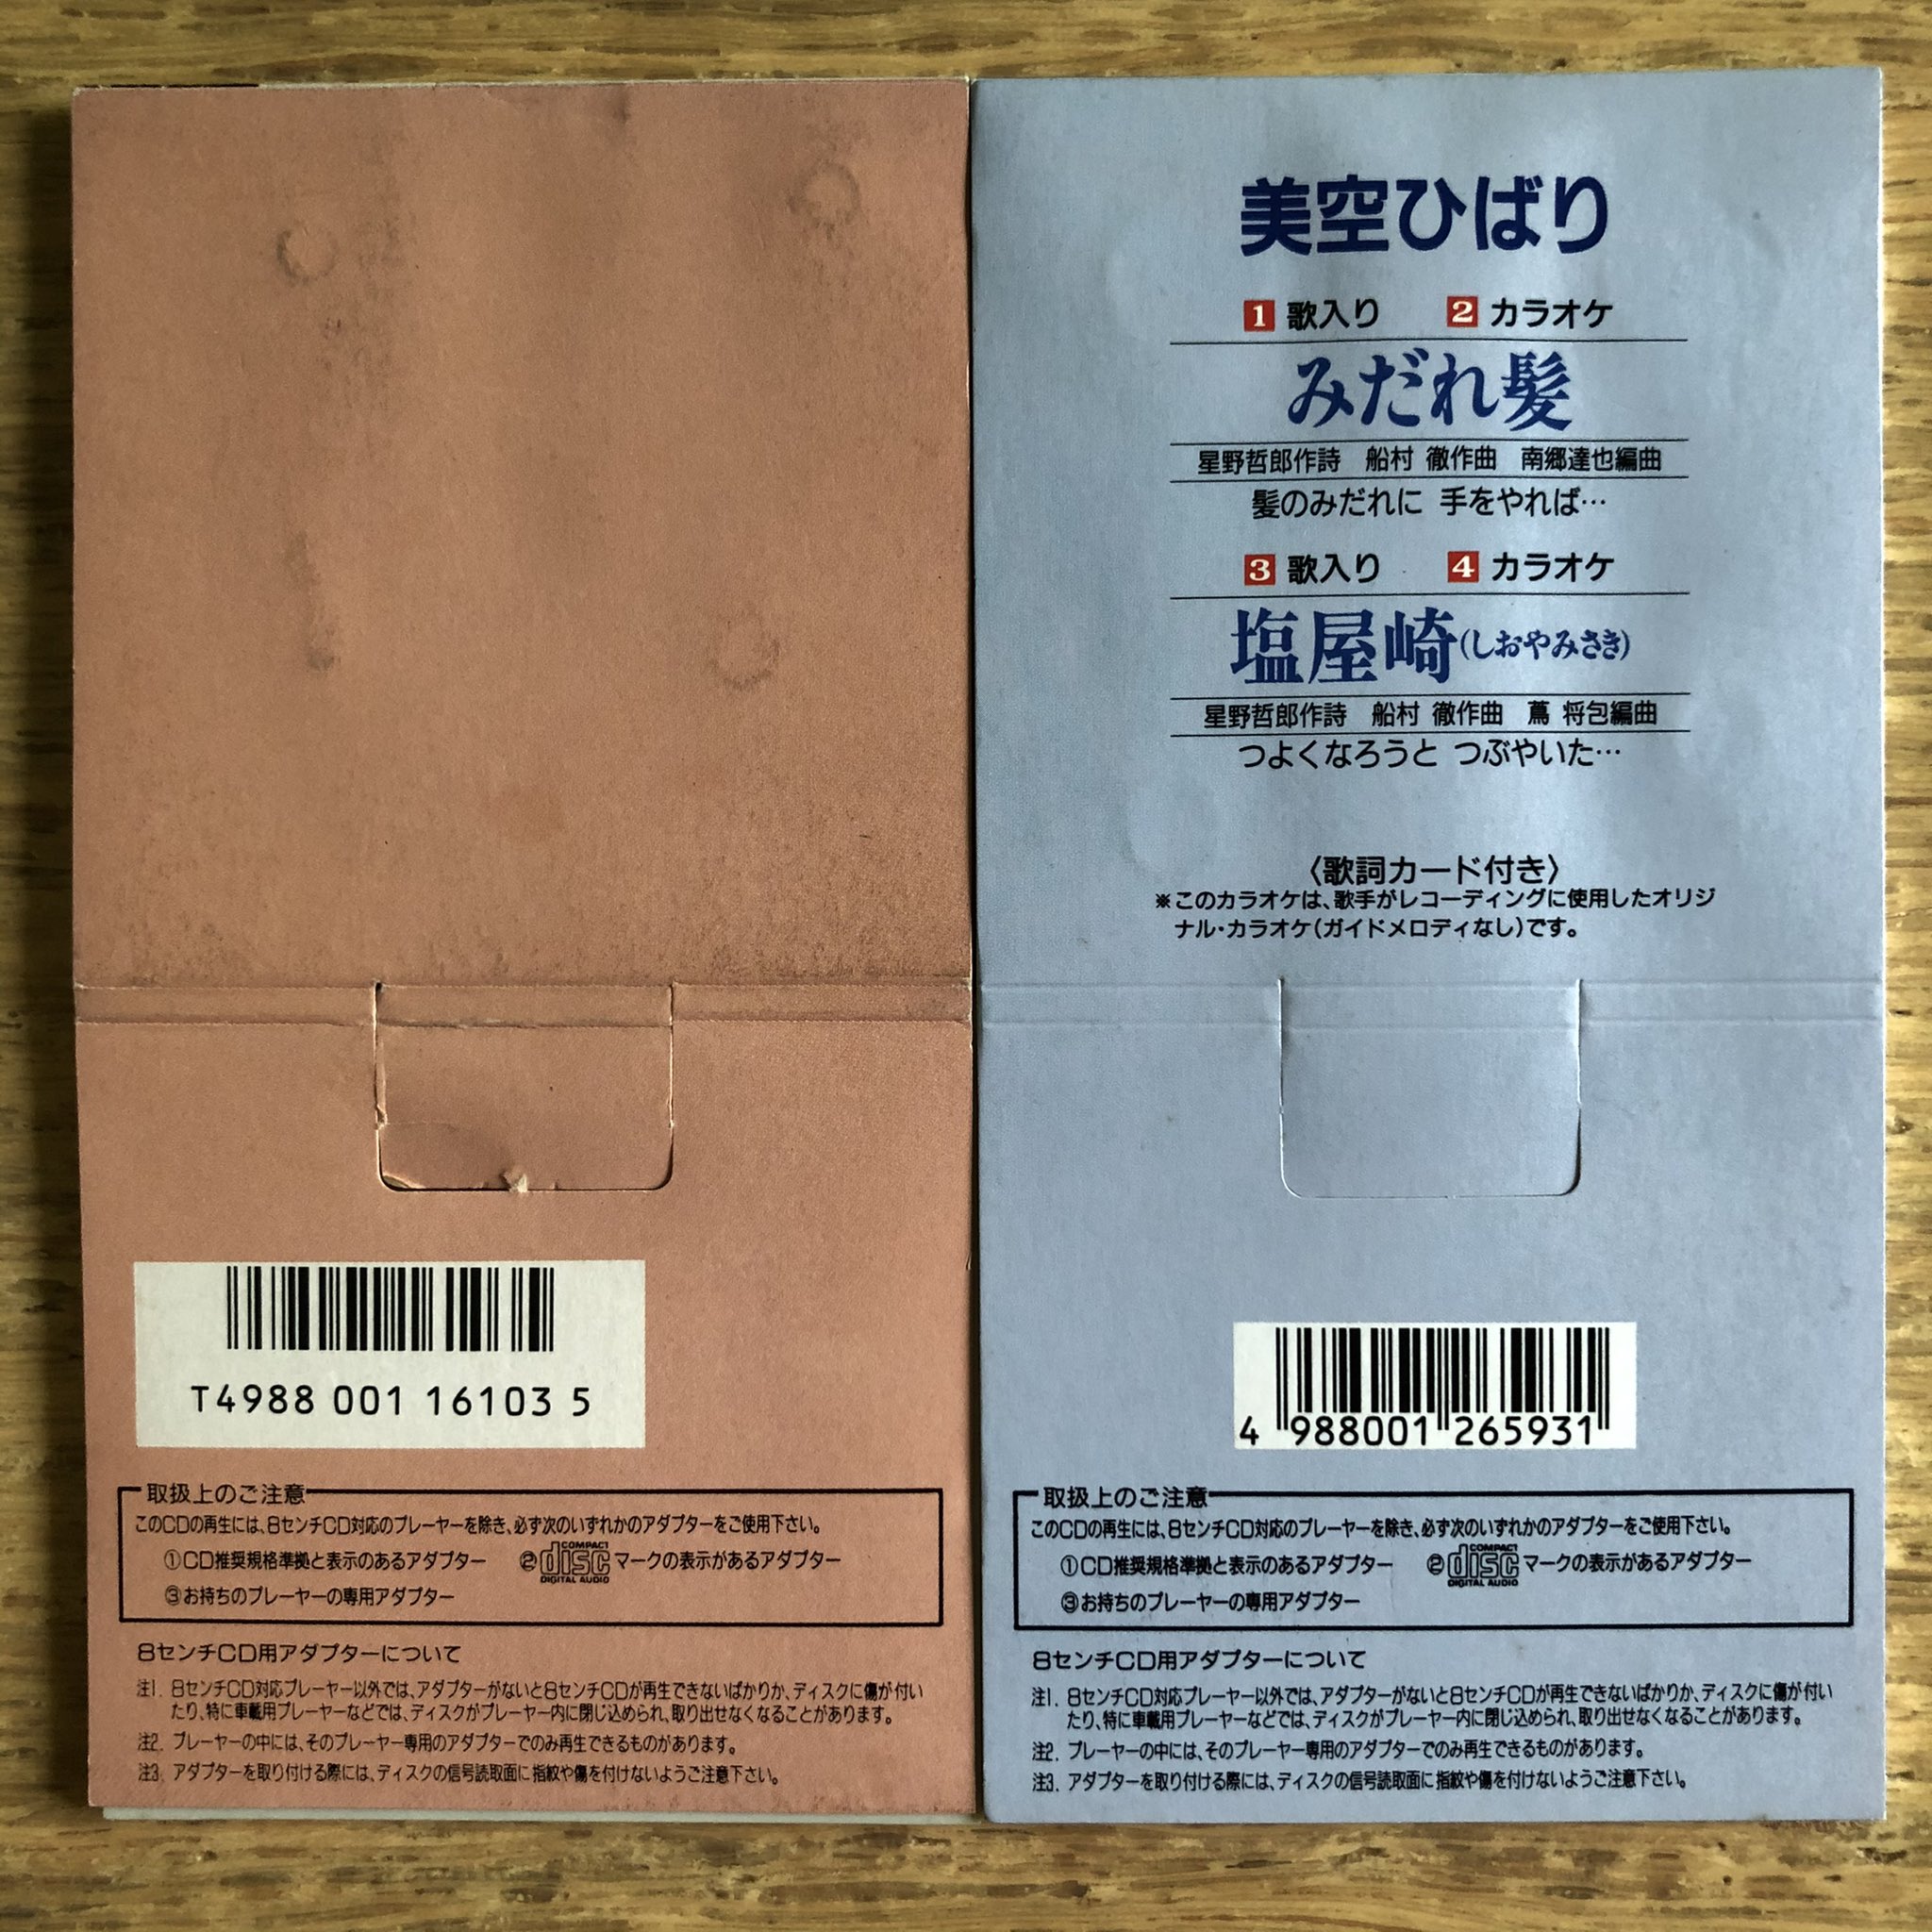 T4988 001 16103 5
取扱上のご注意
このCDの再生には、8センチCD対応のプレーヤーを除き、必ず次のいずれかのアダプターをご使用下さい。
①CD推奨規格準拠と表示のあるアダプター ②COMPACT disc DIGITAL AUDIO マークの表示があるアダプター
③お持ちのプレーヤーの専用アダプター
8センチCD用アダプターについて
注1. 8センチCD対応プレーヤー以外では、アダプターがないと8センチCDが再生できないばかりか、ディスクに傷が付い
たり、特に車載用プレーヤーなどでは、ディスクがプレーヤー内に閉じ込められ、取り出せなくなることがあります。
注2. プレーヤーの中には、そのプレーヤー専用のアダプターでのみ再生できるものがあります。
注3. アダプターを取り付ける際には、ディスクの信号読取面に指紋や傷を付けないようご注意下さい。
美空ひばり
1 歌入り 2 カラオケ
みだれ髪
星野哲郎作詩 船村 徹作曲 南郷達也編曲
髪のみだれに 手をやれば…
3 歌入り 4 カラオケ
塩屋崎(しおやみさき)
星野哲郎作詩 船村 徹作曲 蔦 将包編曲
つよくなろうと つぶやいた…
〈歌詞カード付き〉
※このカラオケは、歌手がレコーディングに使用したオリジ
ナル・カラオケ(ガイドメロディなし)です。
4 988001 265931
取扱上のご注意
このCDの再生には、8センチCD対応のプレーヤーを除き、必ず次のいずれかのアダプターをご使用下さい。
①CD推奨規格準拠と表示のあるアダプター ②COMPACT disc DIGITAL AUDIO マークの表示があるアダプター
③お持ちのプレーヤーの専用アダプター
8センチCD用アダプターについて
注1. 8センチCD対応プレーヤー以外では、アダプターがないと8センチCDが再生できないばかりか、ディスクに傷が付い
たり、特に車載用プレーヤーなどでは、ディスクがプレーヤー内に閉じ込められ、取り出せなくなることがあります。
注2. プレーヤーの中には、そのプレーヤー専用のアダプターでのみ再生できるものがあります。
注3. アダプターを取り付ける際には、ディスクの信号読取面に指紋や傷を付けないようご注意下さい。